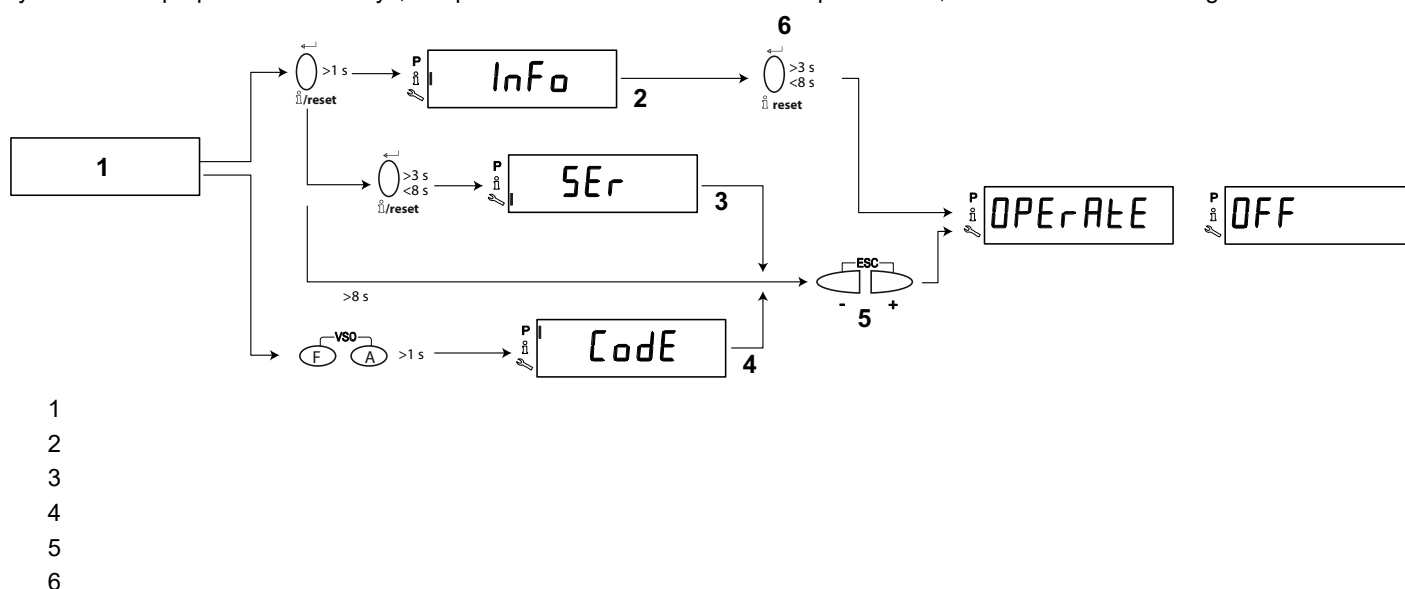 6
>1 s
i/reset
P
i
InFo
2
>3 s
<8 s
i reset
1
>3 s
<8 s
i/reset
P
i
SEr
3
P
i
OPErAtE
P
i
OFF
ESC
- +
5
>8 s
VSO
F A >1 s
P
i
CodE
4
1
2
3
4
5
6